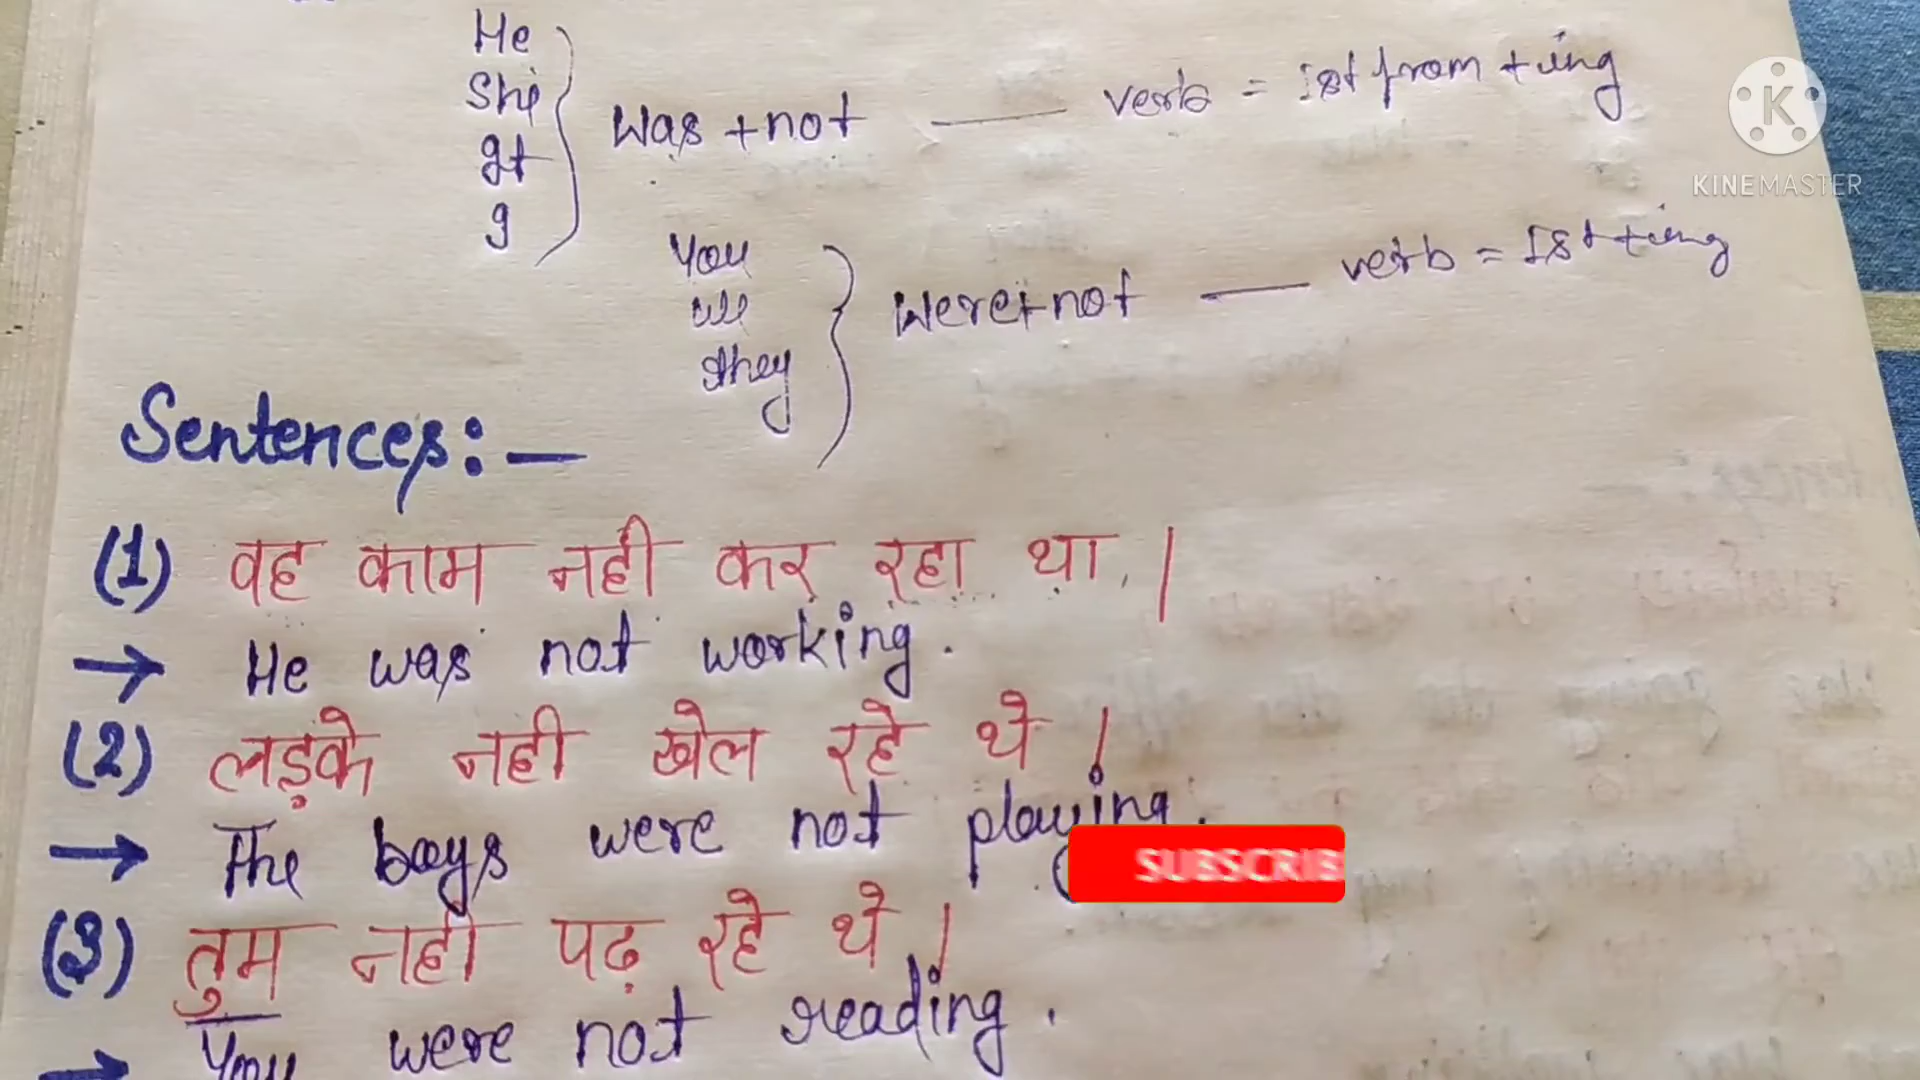 He
She
It
I
was + not — verb = Ist from + ing
KINEMASTER
You
we
they
were + not — verb = Ist + ing
Sentences:—
(1) वह काम नही कर रहा था।
→ He was not working.
(2) लड़के नही खेल रहे थे।
→ The boys were not playing.
SUBSCRIB
(3) तुम नही पढ़ रहे थे।
→ You were not reading.